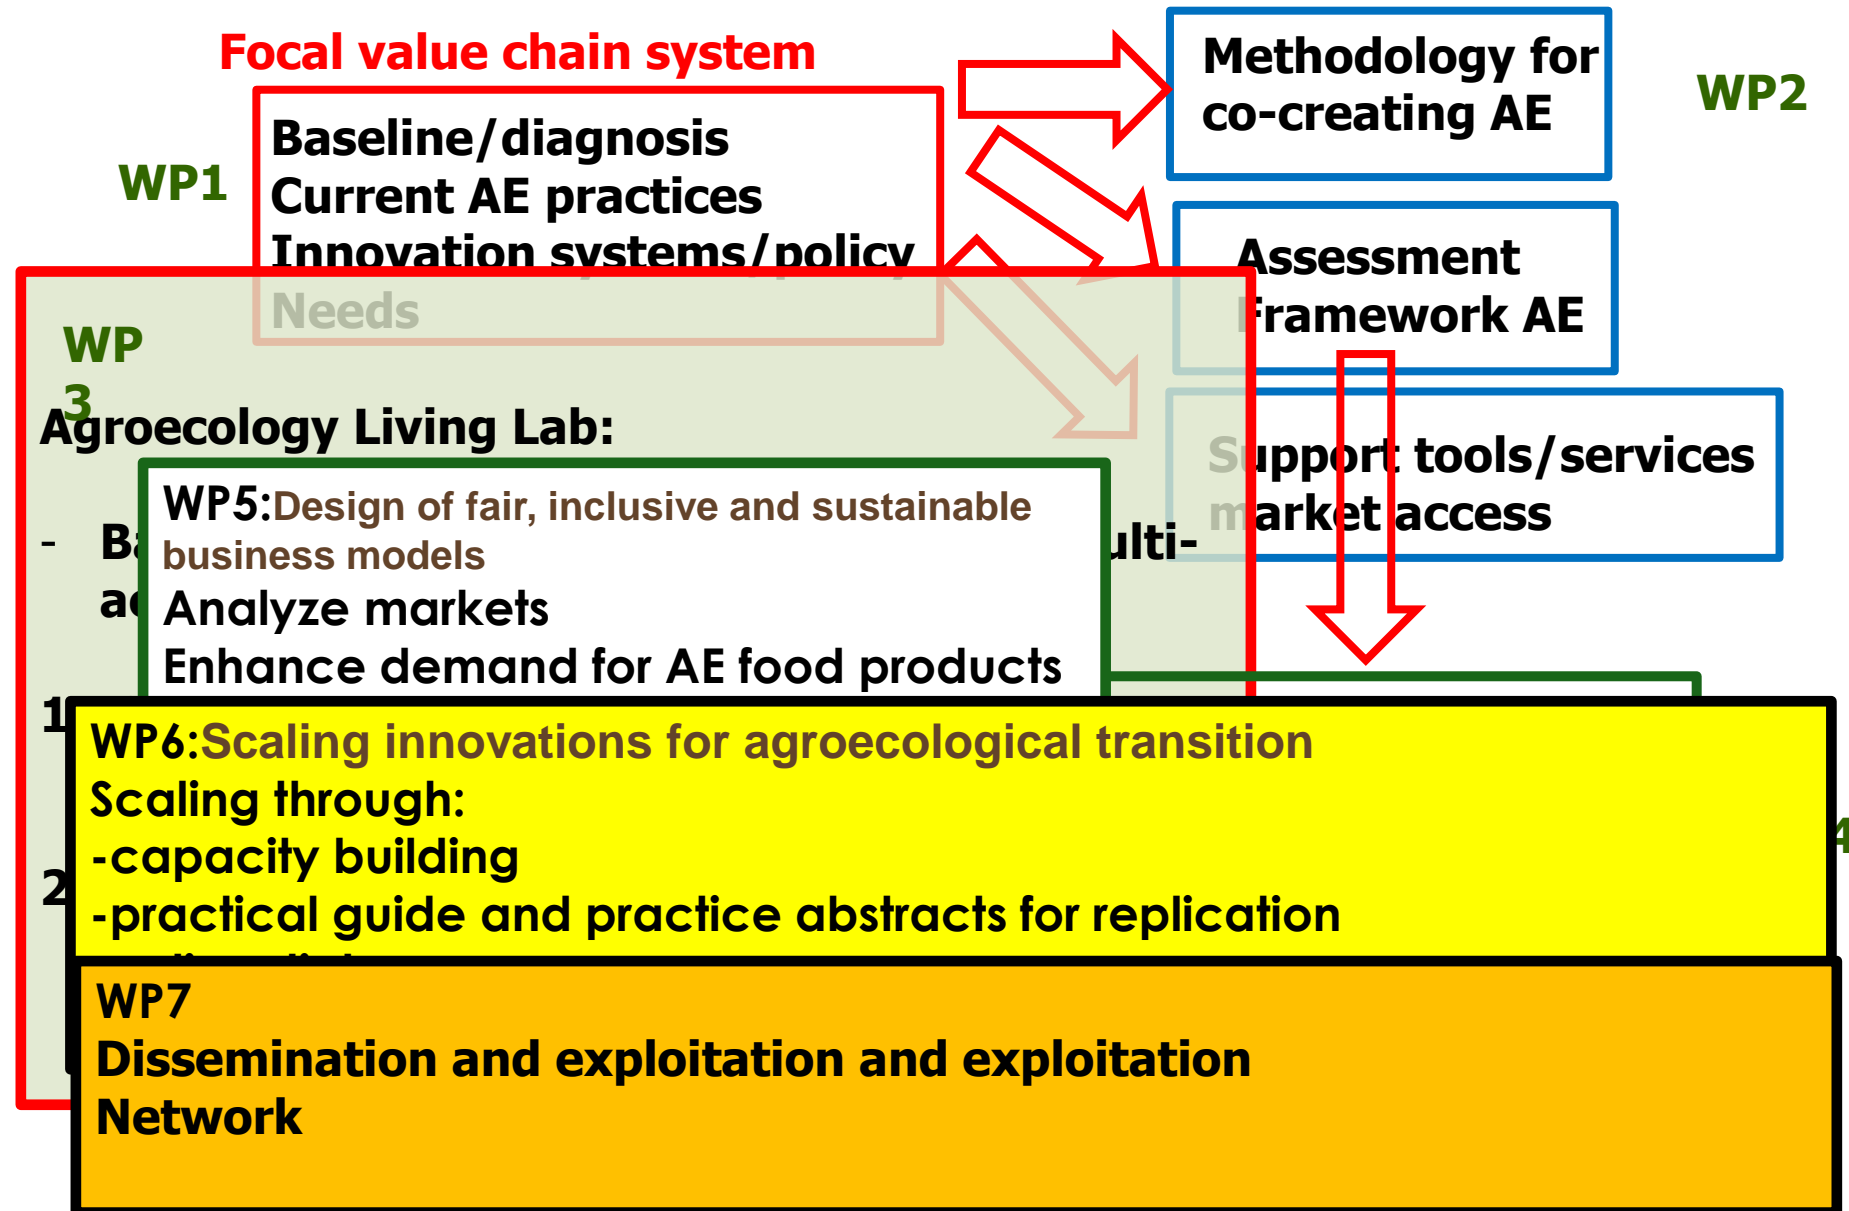 Focal value chain system
Methodology for
co-creating AE
WP2
WP1
Baseline/diagnosis
Current AE practices
Innovation systems/policy
Needs
Assessment
Framework AE
WP
3
Agroecology Living Lab:
Support tools/services
market access
WP5:Design of fair, inclusive and sustainable
business models
Analyze markets
Enhance demand for AE food products
-
1
2
4
WP6:Scaling innovations for agroecological transition
Scaling through:
-capacity building
-practical guide and practice abstracts for replication
WP7
Dissemination and exploitation and exploitation
Network